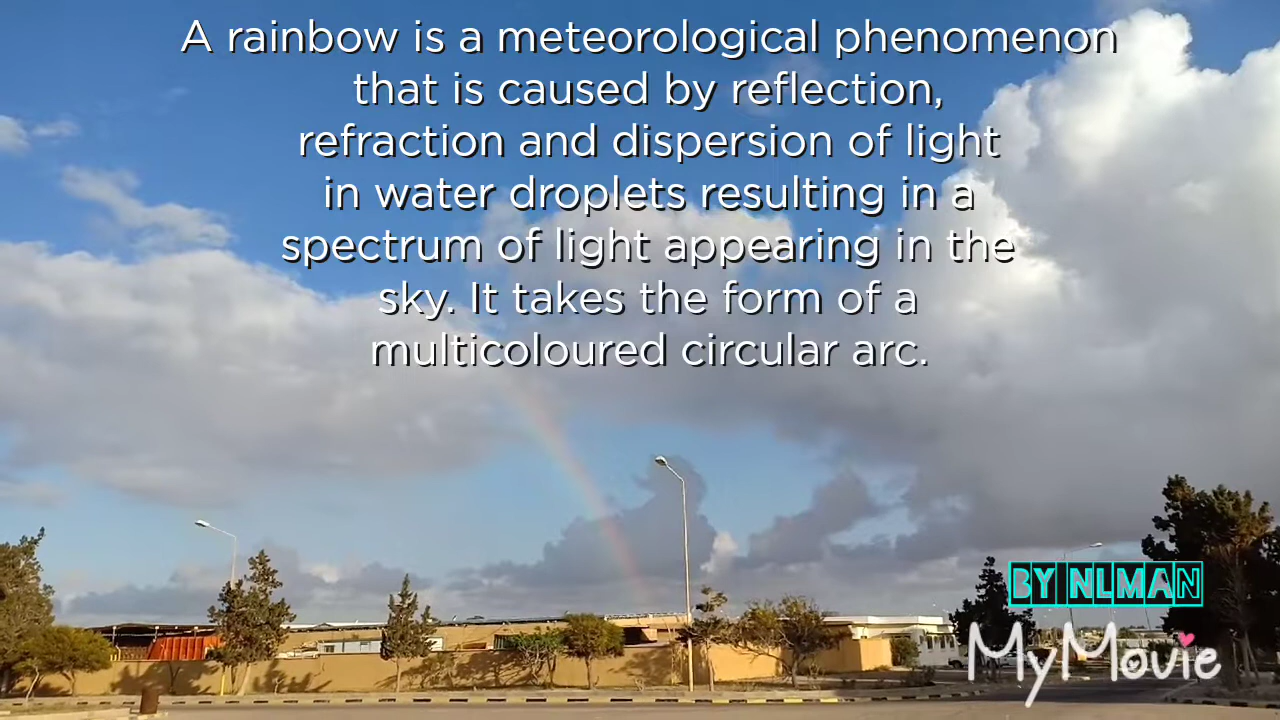 A rainbow is a meteorological phenomenon
that is caused by reflection,
refraction and dispersion of light
in water droplets resulting in a
spectrum of light appearing in the
sky. It takes the form of a
multicoloured circular arc.
BY NLMAN
MyMovie